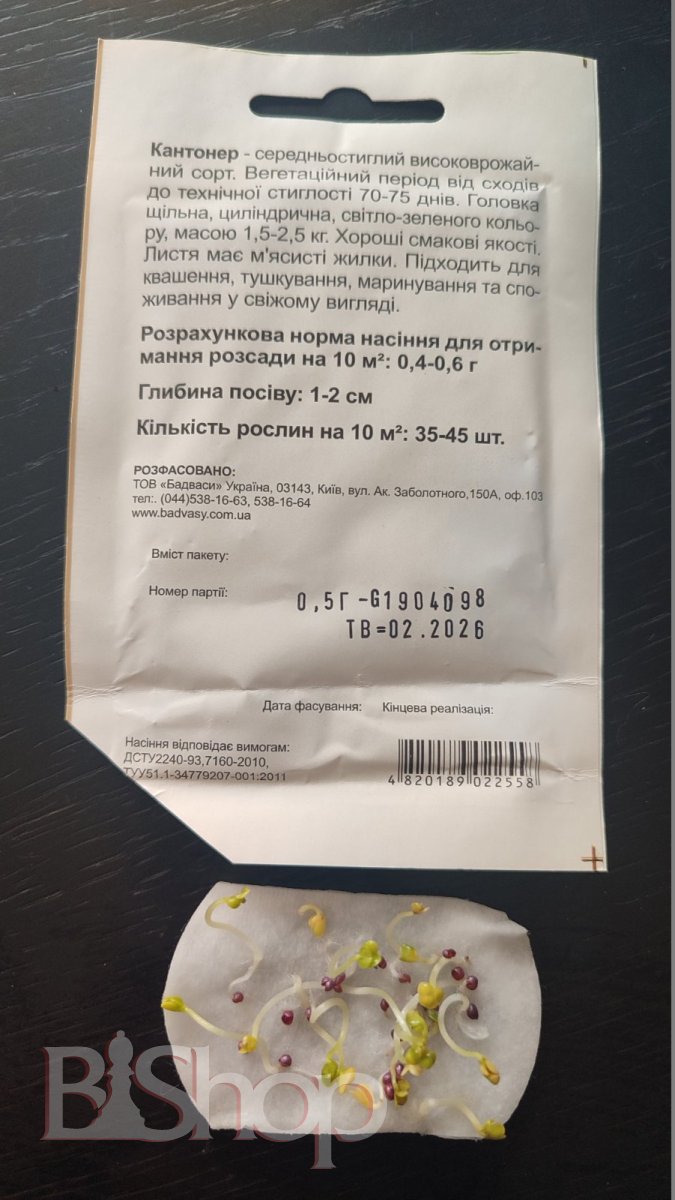 Кантонер - середньостиглий високоврожай-
ний сорт. Вегетаційний період від сходів
до технічної стиглості 70-75 днів. Головка
щільна, циліндрична, світло-зеленого кольо-
ру, масою 1,5-2,5 кг. Хороші смакові якості.
Листя має м'ясисті жилки. Підходить для
квашення, тушкування, маринування та спо-
живання у свіжому вигляді.
Розрахункова норма насіння для отри-
мання розсади на 10 м²: 0,4-0,6 г
Глибина посіву: 1-2 см
Кількість рослин на 10 м²: 35-45 шт.
РОЗФАСОВАНО:
ТОВ «Бадваси» Україна, 03143, Київ, вул. Ак. Заболотного,150А, оф.103
тел:. (044)538-16-63, 538-16-64
www.badvasy.com.ua
Вміст пакету:
Номер партії:
0,5Г -G1904098
ТВ=02.2026
Дата фасування: Кінцева реалізація:
Насіння відповідає вимогам:
ДСТУ2240-93,7160-2010,
ТУУ51.1-34779207-001:2011
4 820189 022558
BiShop